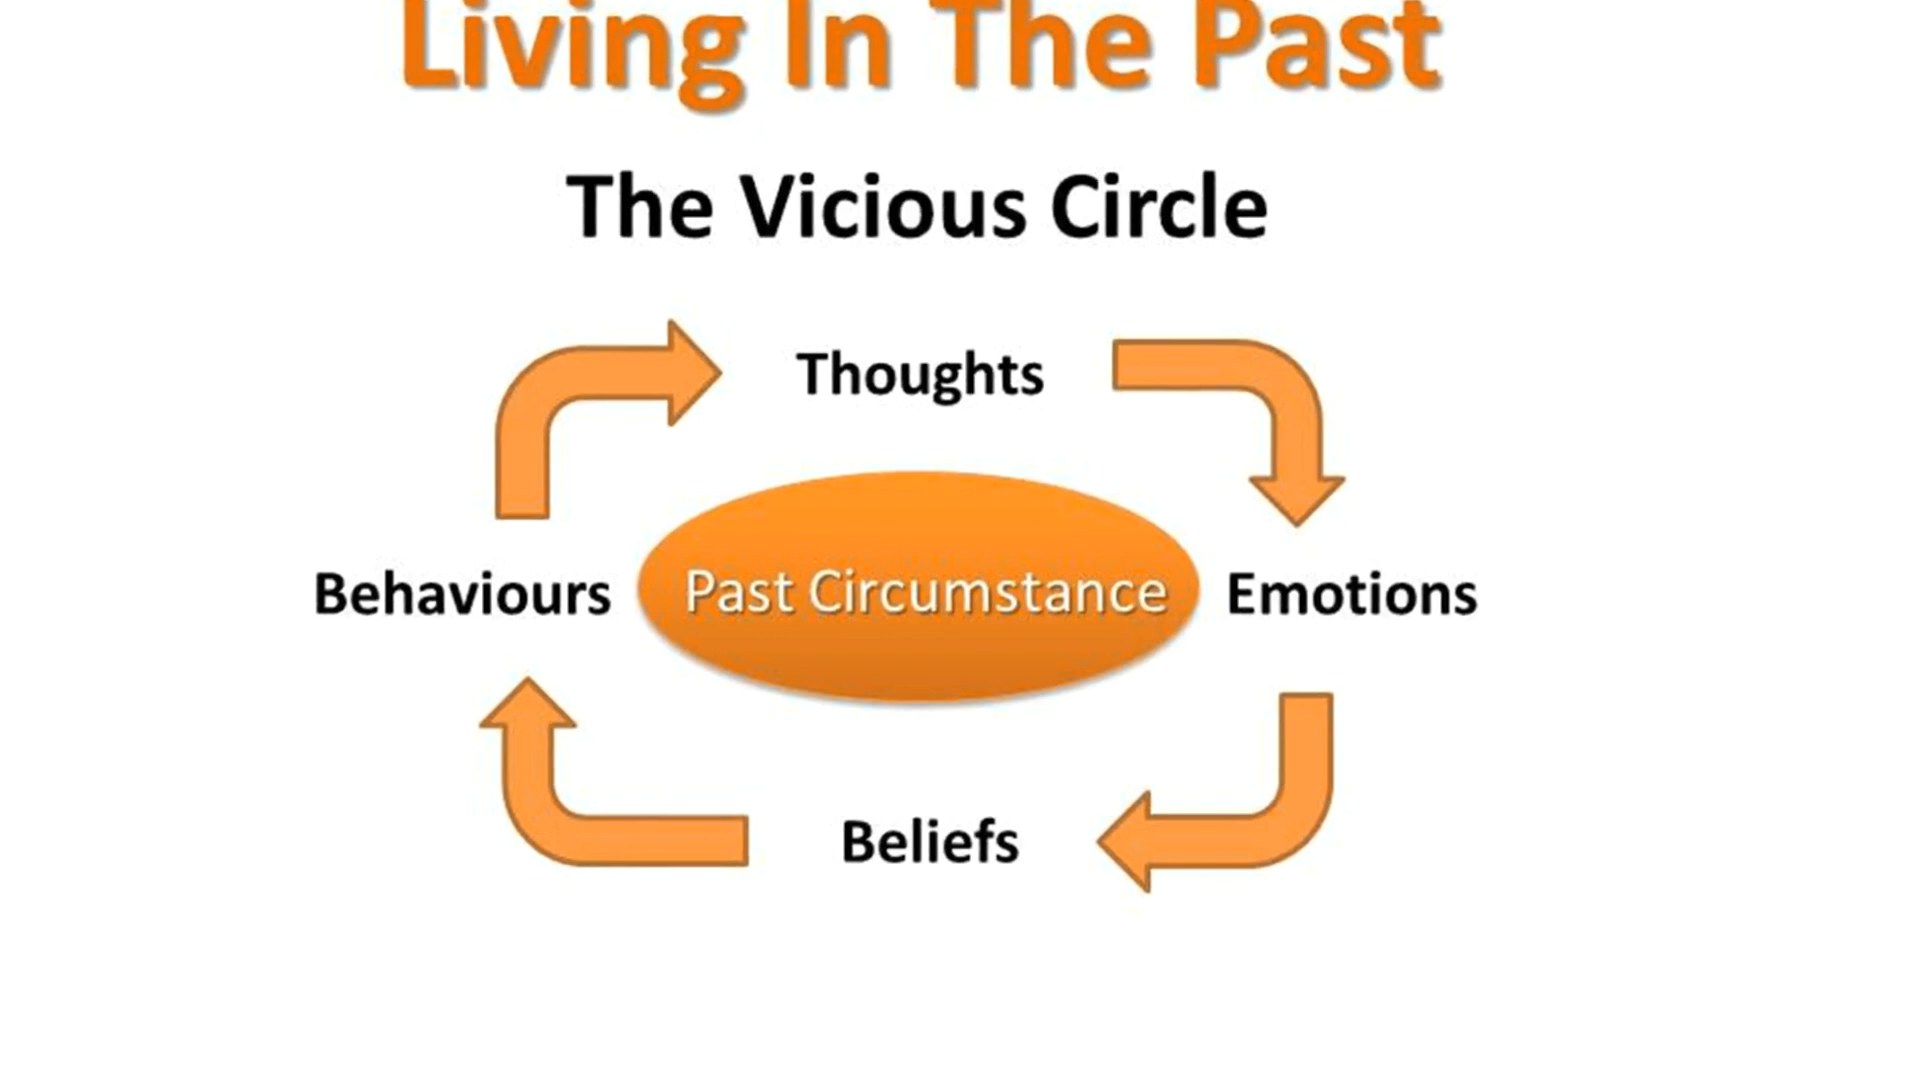 Living In The Past
The Vicious Circle
Thoughts
Behaviours
Past Circumstance
Emotions
Beliefs